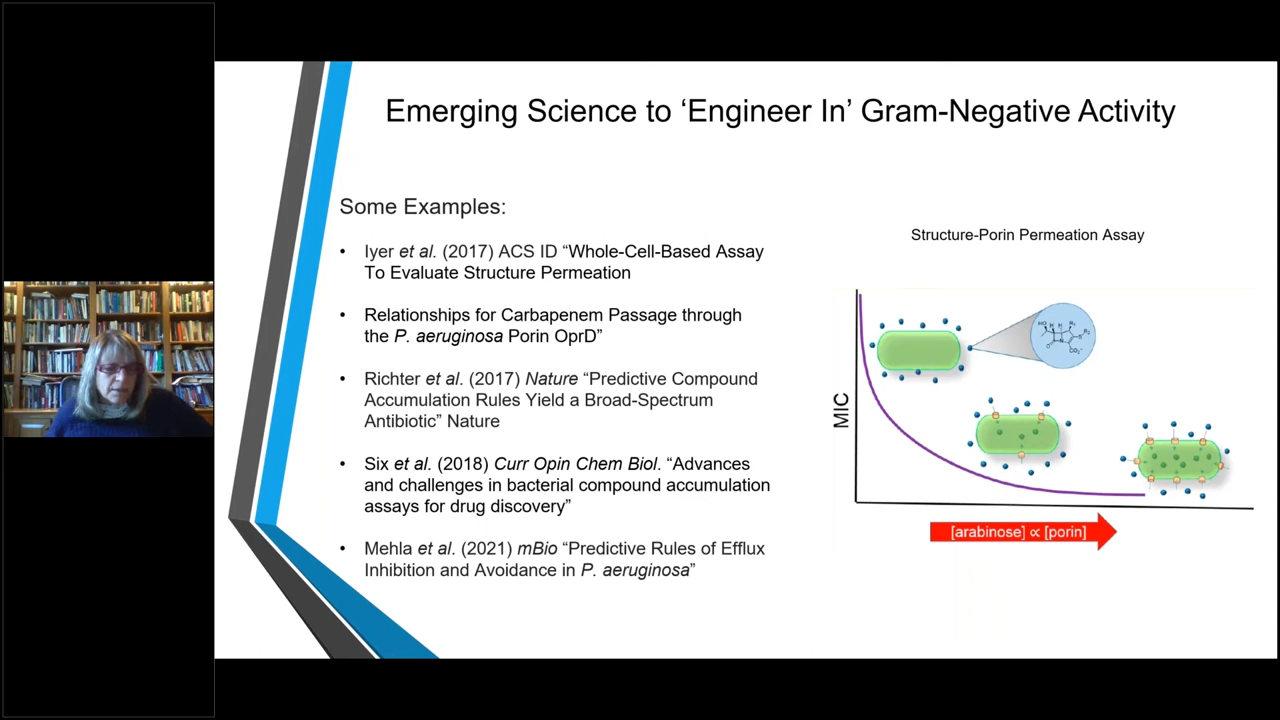 Emerging Science to ‘Engineer In’ Gram-Negative Activity
Some Examples:
• Iyer et al. (2017) ACS ID “Whole-Cell-Based Assay
To Evaluate Structure Permeation
• Relationships for Carbapenem Passage through
the P. aeruginosa Porin OprD”
• Richter et al. (2017) Nature “Predictive Compound
Accumulation Rules Yield a Broad-Spectrum
Antibiotic” Nature
• Six et al. (2018) Curr Opin Chem Biol. “Advances
and challenges in bacterial compound accumulation
assays for drug discovery”
• Mehla et al. (2021) mBio “Predictive Rules of Efflux
Inhibition and Avoidance in P. aeruginosa”
Structure-Porin Permeation Assay
MIC
[arabinose] ∝ [porin]